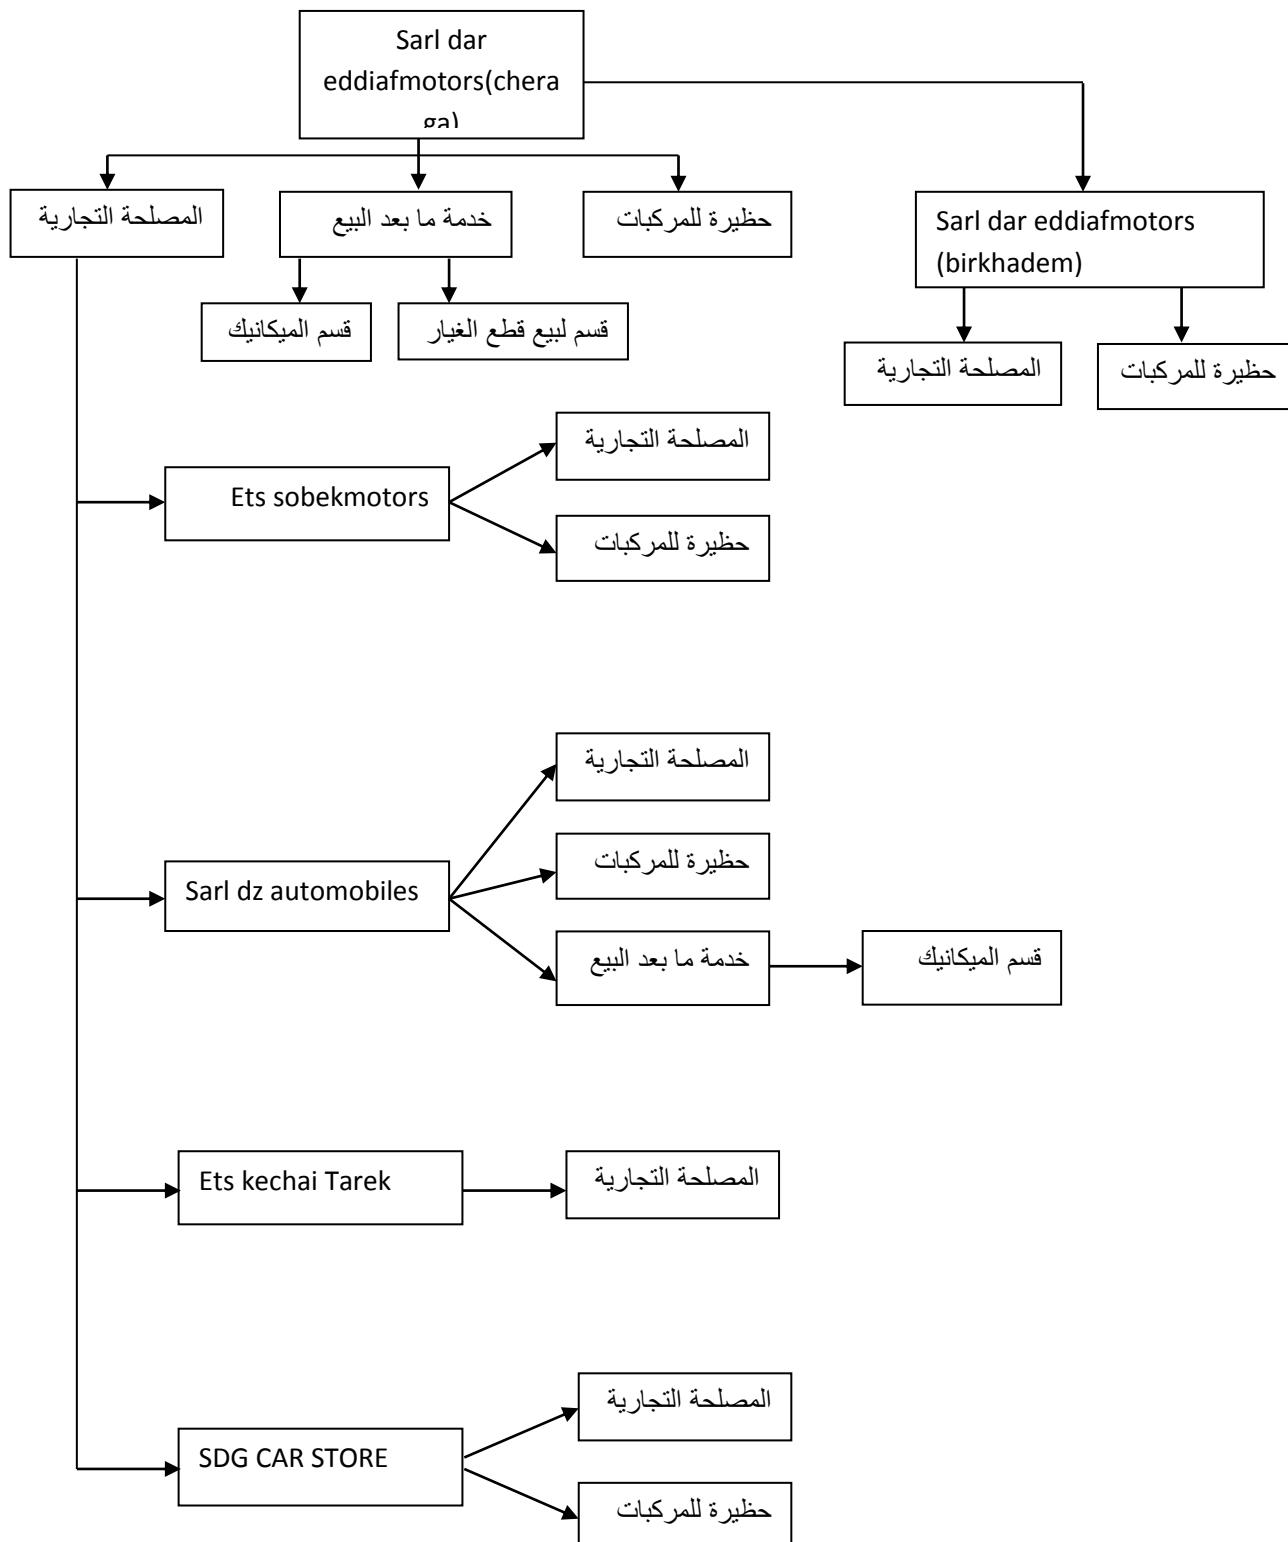 Sarl dar
eddiafmotors(chera
ga)
المصلحة التجارية
خدمة ما بعد البيع
حظيرة للمركبات
Sarl dar eddiafmotors
(birkhadem)
قسم الميكانيك
قسم لبيع قطع الغيار
المصلحة التجارية
حظيرة للمركبات
المصلحة التجارية
Ets sobekmotors
حظيرة للمركبات
المصلحة التجارية
حظيرة للمركبات
Sarl dz automobiles
خدمة ما بعد البيع
قسم الميكانيك
Ets kechai Tarek
المصلحة التجارية
المصلحة التجارية
SDG CAR STORE
حظيرة للمركبات